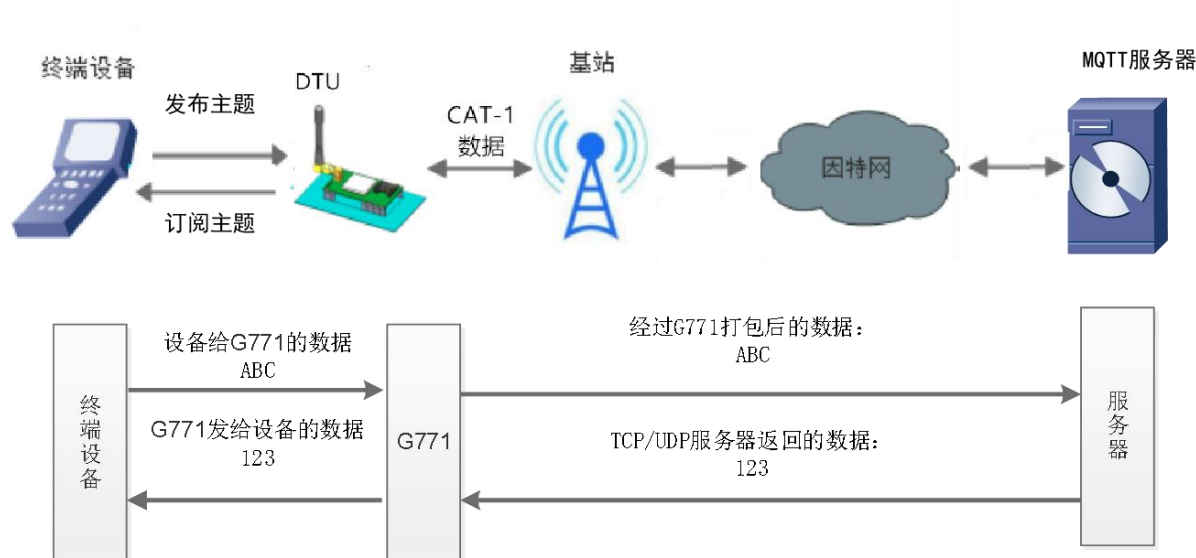 终端设备
DTU
基站
MQTT服务器
发布主题
CAT-1
数据
因特网
订阅主题
设备给G771的数据
ABC
经过G771打包后的数据：
ABC
终端设备
G771发给设备的数据
123
G771
TCP/UDP服务器返回的数据：
123
服务器